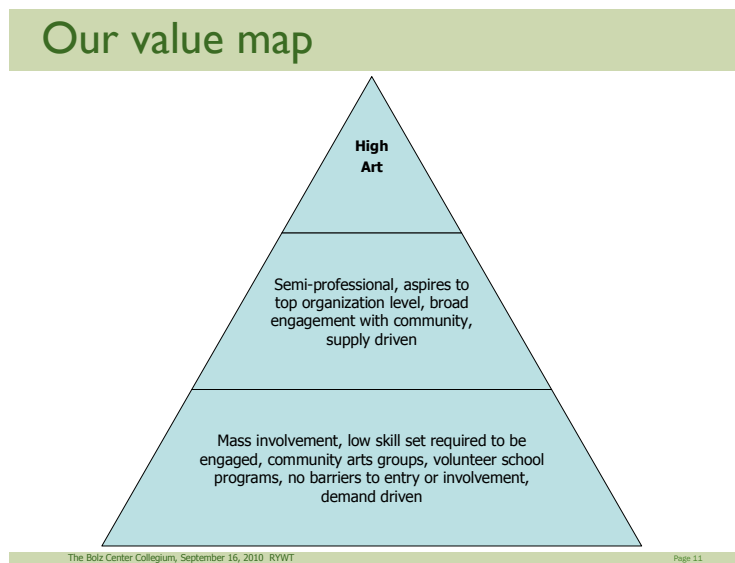 Our value map
High
Art
Semi-professional, aspires to
top organization level, broad
engagement with community,
supply driven
Mass involvement, low skill set required to be
engaged, community arts groups, volunteer school
programs, no barriers to entry or involvement,
demand driven
The Bolz Center Collegium, September 16, 2010  RYWT
Page 11